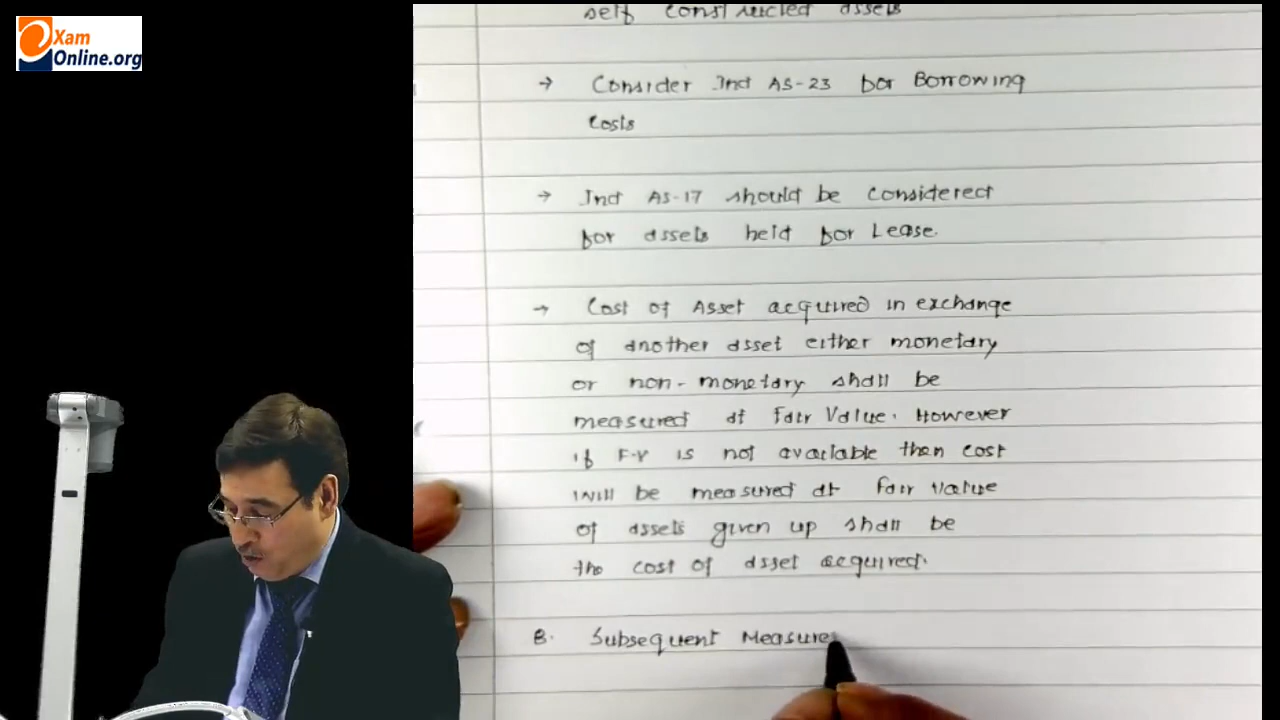 Xam
Online.org
self constructed assets
→ Consider Ind AS-23 for Borrowing
Costs
→ Ind AS-17 should be considered
for assets held for Lease.
→ Cost of Asset acquired in exchange
of another asset either monetary
or non-monetary shall be
measured at Fair Value. However
if F.V is not available then cost
will be measured at fair value
of assets given up shall be
the cost of asset acquired.
B. Subsequent Measure